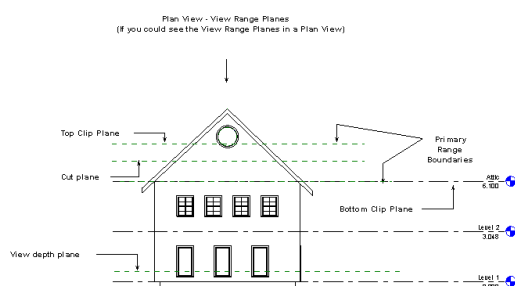 Plan View - View Range Planes
(If you could see the View Range Planes in a Plan View)
Top Clip Plane
Primary
Range
Boundaries
Cut plane
Attic
6.100
Bottom Clip Plane
Level 2
3.048
View depth plane
Level 1